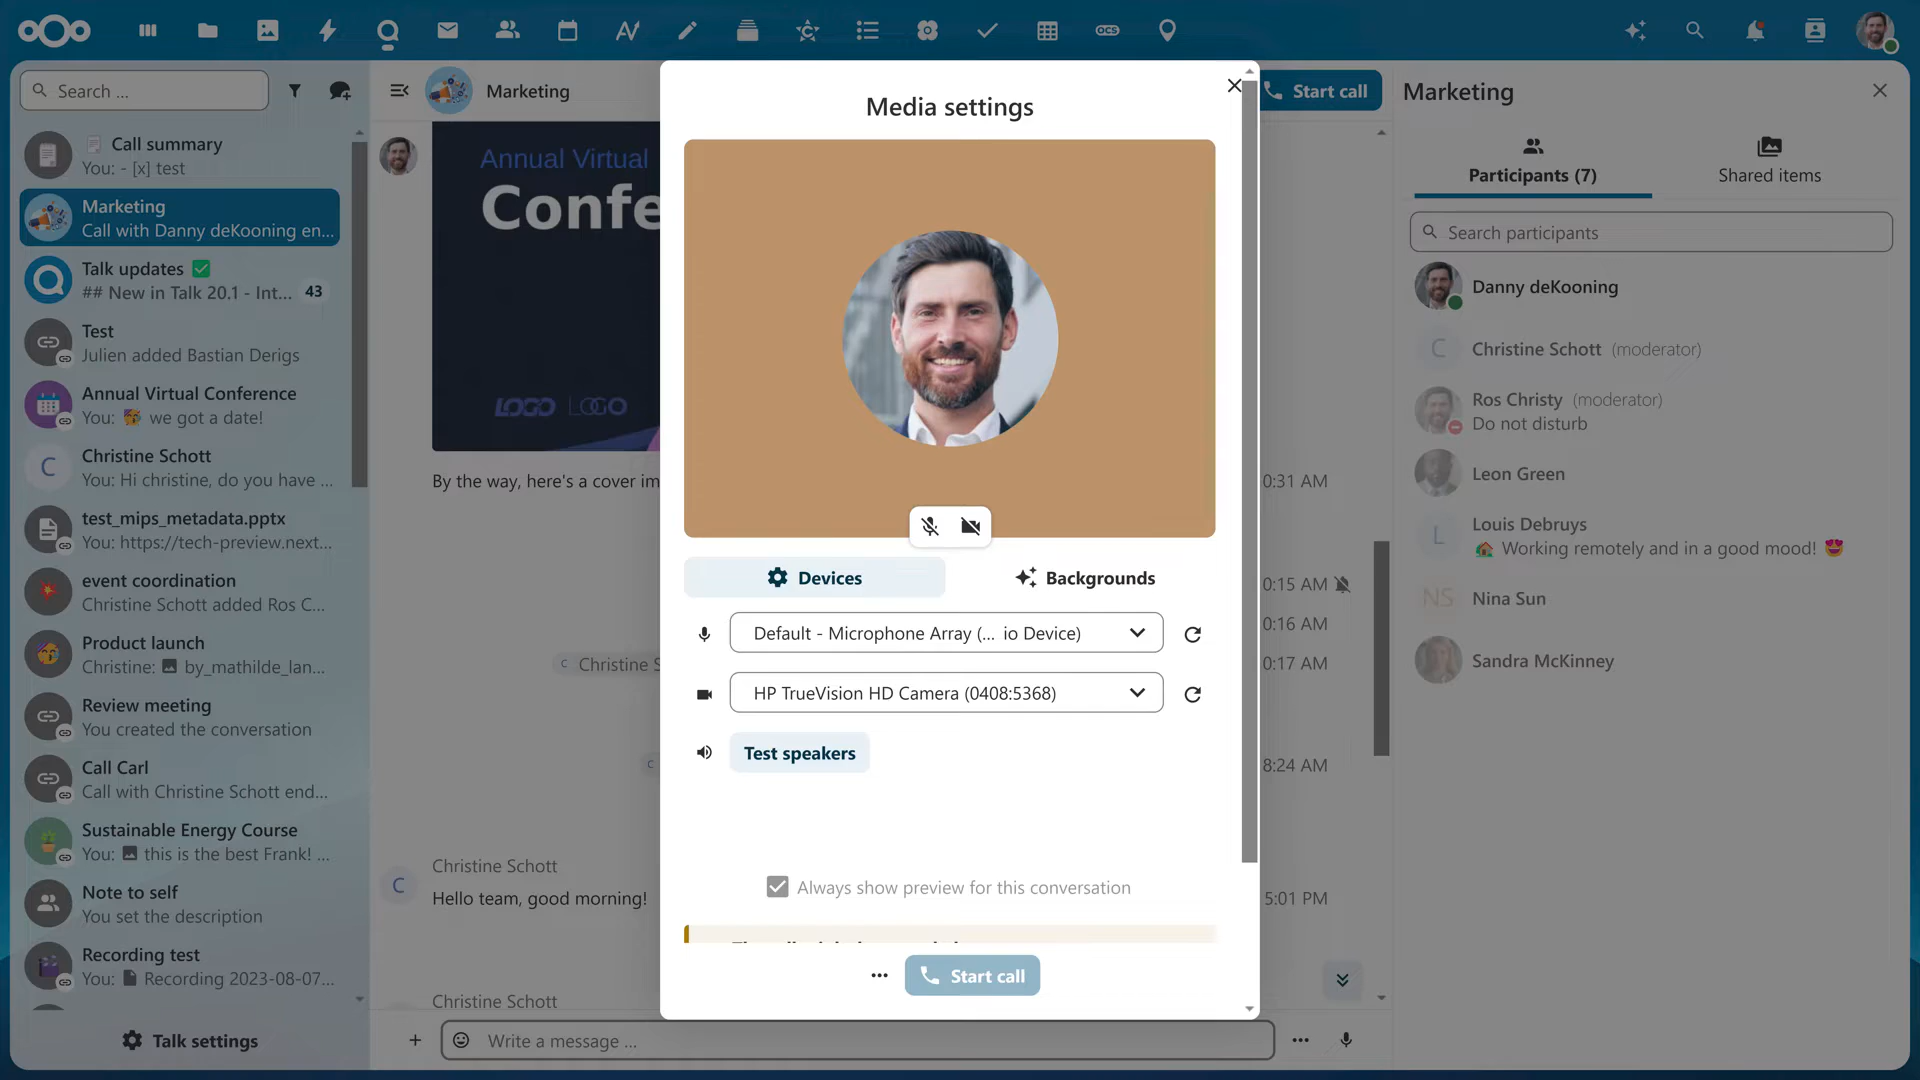 ocs
Search ...
Call summary
You: - [x] test
Marketing
Call with Danny deKooning en...
Talk updates ✅
## New in Talk 20.1 - Int...
43
Test
Julien added Bastian Derigs
Annual Virtual Conference
You: 🥳 we got a date!
C
Christine Schott
You: Hi christine, do you have ...
test_mips_metadata.pptx
You: https://tech-preview.next...
event coordination
Christine Schott added Ros C...
Product launch
Christine: by_mathilde_lan...
Review meeting
You created the conversation
Call Carl
Call with Christine Schott end...
Sustainable Energy Course
You: this is the best Frank! ...
Note to self
You set the description
Recording test
You: Recording 2023-08-07...
Talk settings
Marketing
Start call
Annual Virtual
Confe
LOGO LOGO
By the way, here's a cover im
0:31 AM
0:15 AM
0:16 AM
C Christine S
0:17 AM
C
8:24 AM
Christine Schott
C
Hello team, good morning!
5:01 PM
Christine Schott
Write a message ...
Media settings
Devices
Backgrounds
Default - Microphone Array (... io Device)
HP TrueVision HD Camera (0408:5368)
Test speakers
Always show preview for this conversation
Start call
Marketing
Participants (7)
Shared items
Search participants
Danny deKooning
C
Christine Schott (moderator)
Ros Christy (moderator)
Do not disturb
Leon Green
L
Louis Debruys
🏡 Working remotely and in a good mood! 😍
NS
Nina Sun
Sandra McKinney